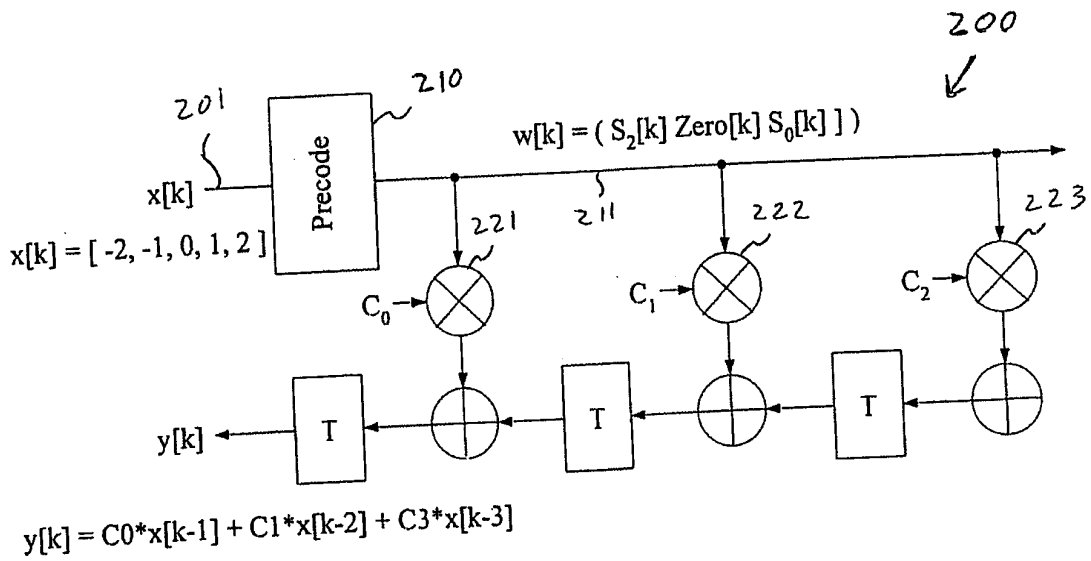 200
201
210
w[k] = ( S₂[k] Zero[k] S₀[k] ] )
Precode
x[k]
211
221
222
223
x[k] = [ -2, -1, 0, 1, 2 ]
C₀
C₁
C₂
y[k]
T
T
T
y[k] = C0*x[k-1] + C1*x[k-2] + C3*x[k-3]